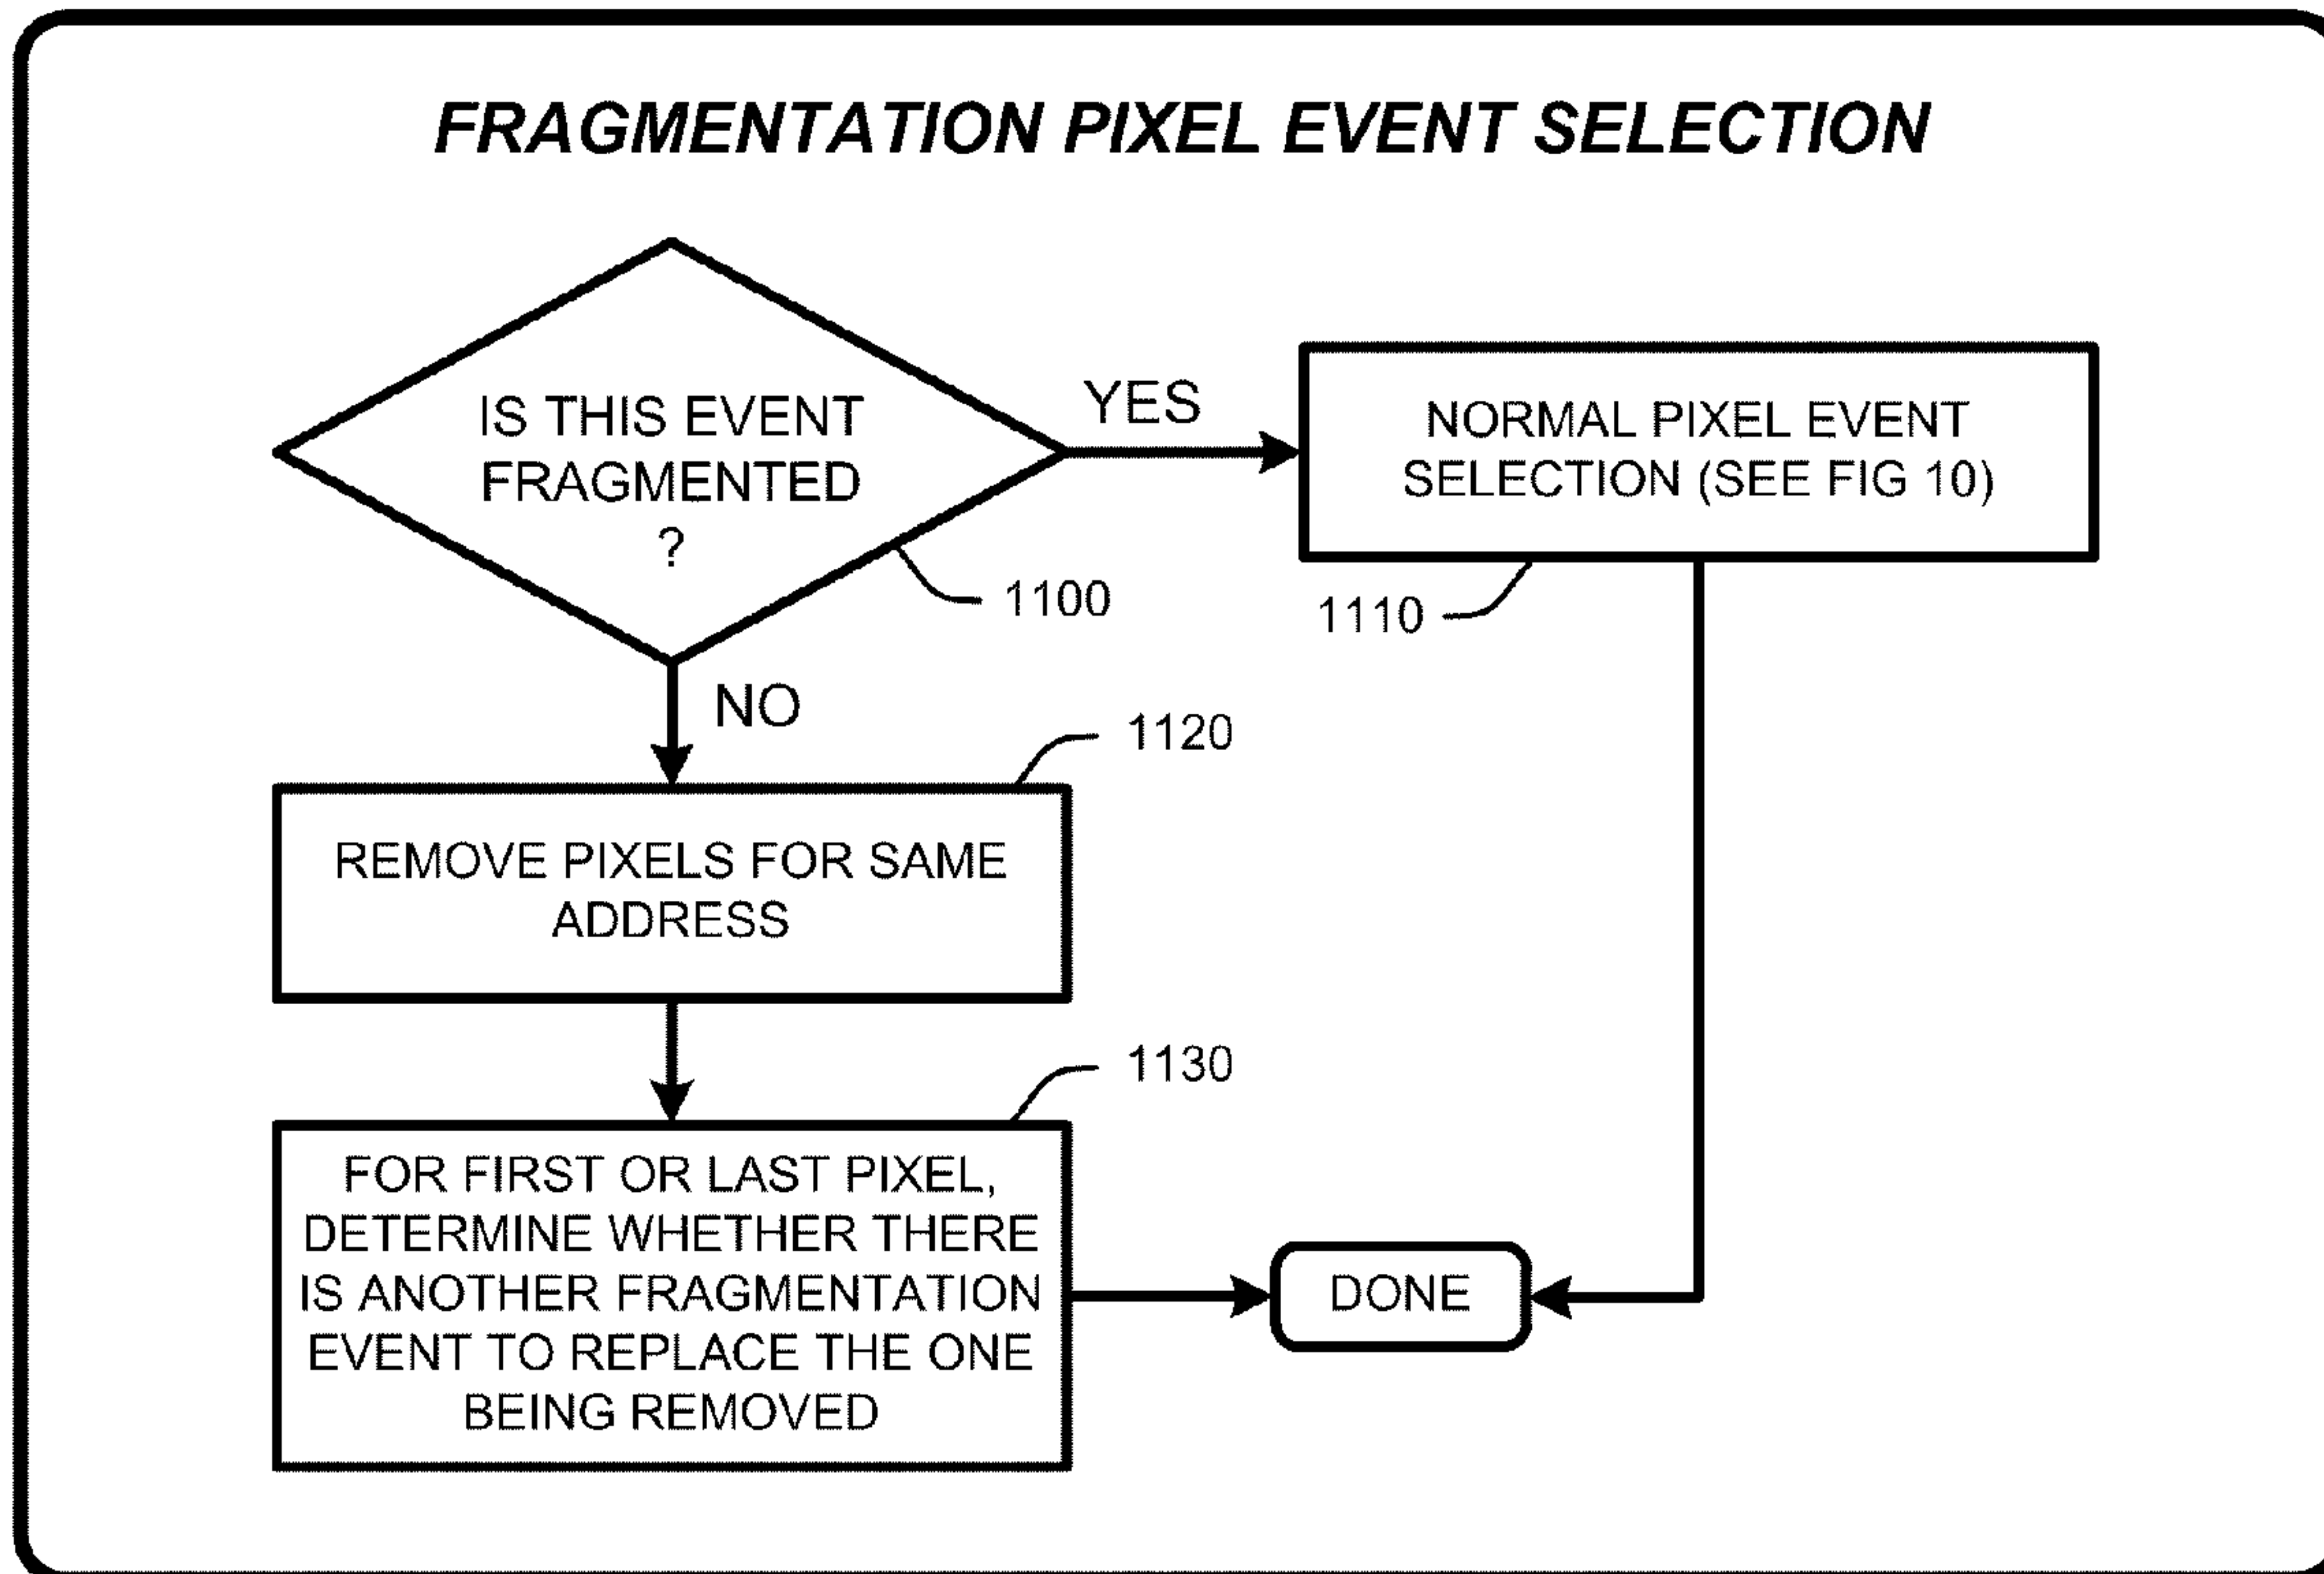 FRAGMENTATION PIXEL EVENT SELECTION
IS THIS EVENT
FRAGMENTED
?
YES
NORMAL PIXEL EVENT
SELECTION (SEE FIG 10)
1100
1110
NO
1120
REMOVE PIXELS FOR SAME
ADDRESS
1130
FOR FIRST OR LAST PIXEL,
DETERMINE WHETHER THERE
IS ANOTHER FRAGMENTATION
EVENT TO REPLACE THE ONE
BEING REMOVED
DONE